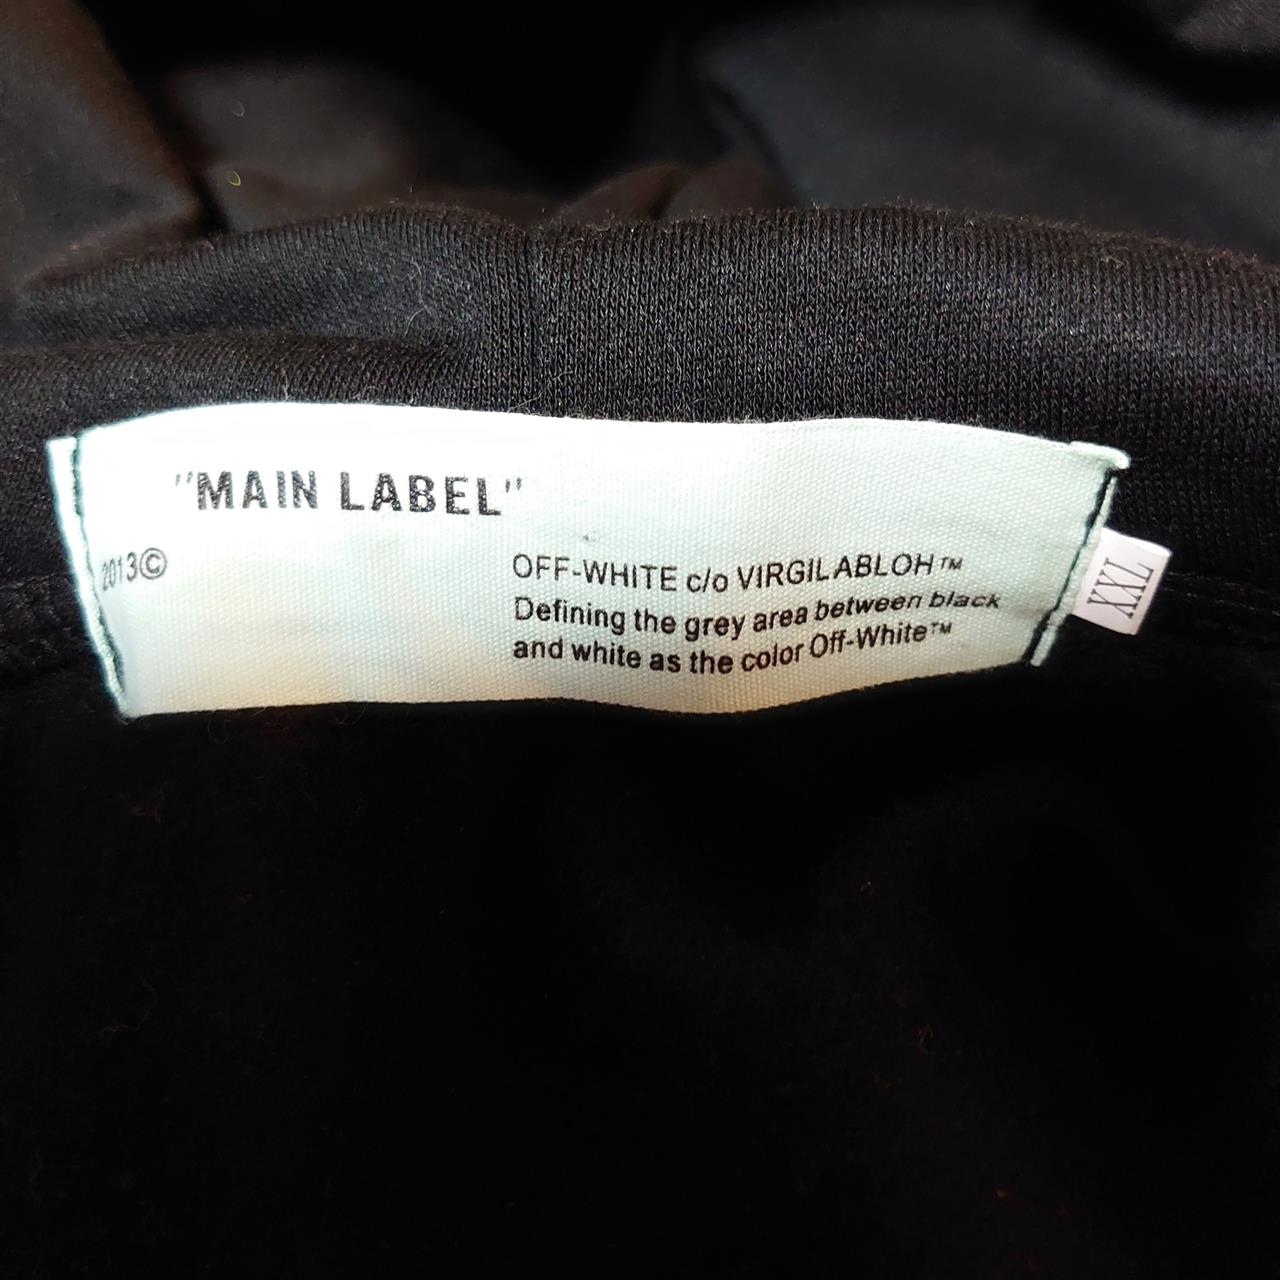 "MAIN LABEL"
2013©
OFF-WHITE c/o VIRGIL ABLOH™
Defining the grey area between black
and white as the color Off-White™
XXL